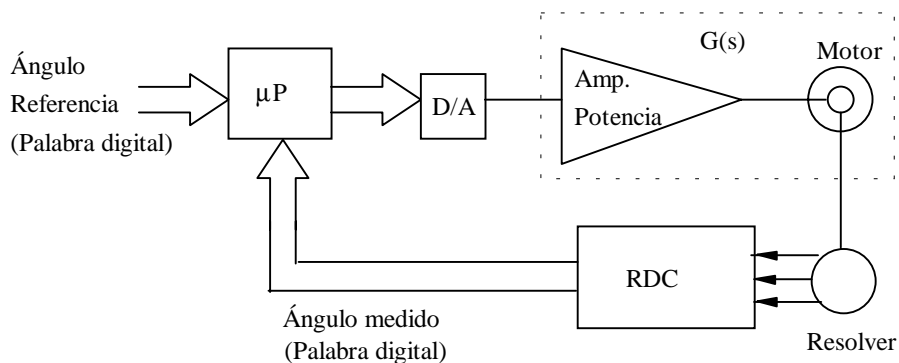 Ángulo
Referencia
(Palabra digital)
µP
D/A
G(s)
Amp.
Potencia
Motor
RDC
Resolver
Ángulo medido
(Palabra digital)